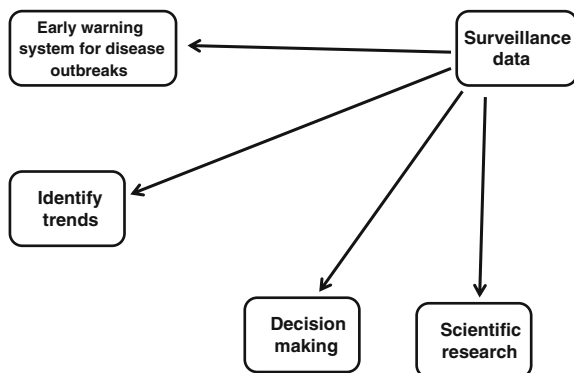 Early warning
system for disease
outbreaks
Surveillance
data
Identify
trends
Decision
making
Scientific
research